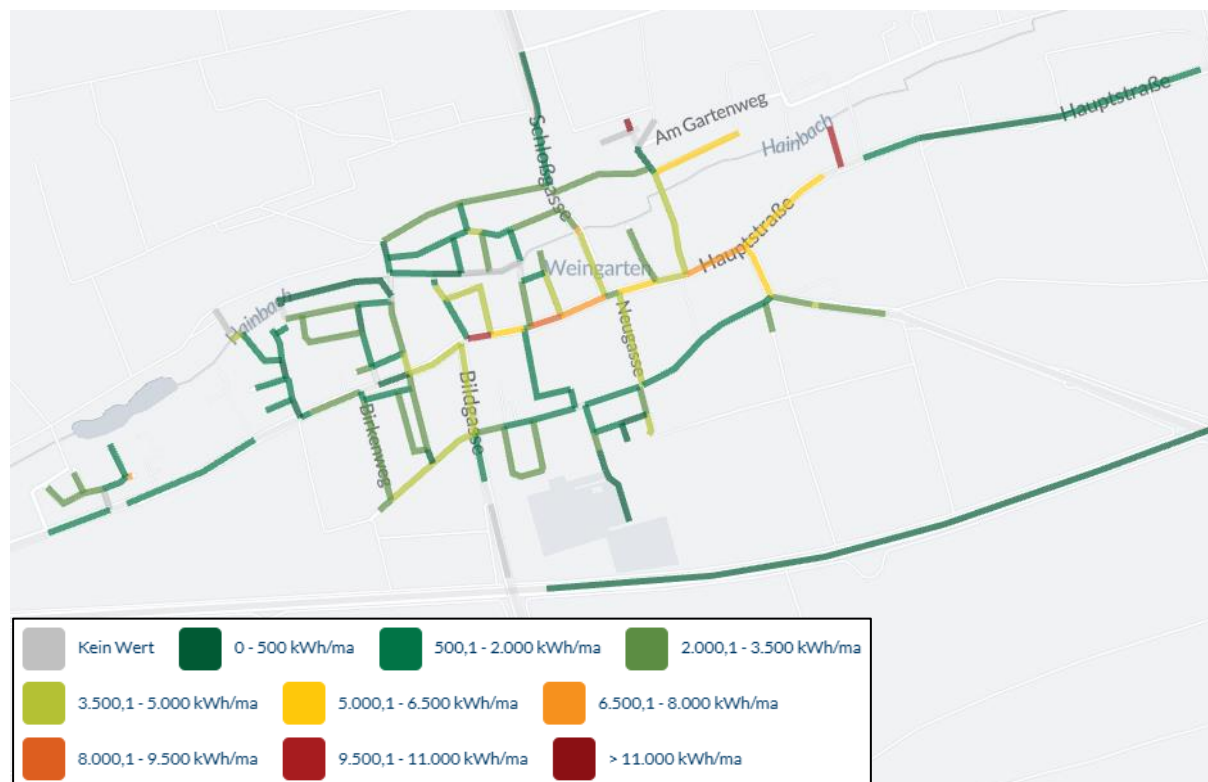 Am Gartenweg
Hauptstraße
Hainbach
Schloßgasse
Hauptstraße
Weingarten
Hainbach
Neugasse
Bildgasse
Birkenweg
Kein Wert
0 - 500 kWh/ma
500,1 - 2.000 kWh/ma
2.000,1 - 3.500 kWh/ma
3.500,1 - 5.000 kWh/ma
5.000,1 - 6.500 kWh/ma
6.500,1 - 8.000 kWh/ma
8.000,1 - 9.500 kWh/ma
9.500,1 - 11.000 kWh/ma
> 11.000 kWh/ma